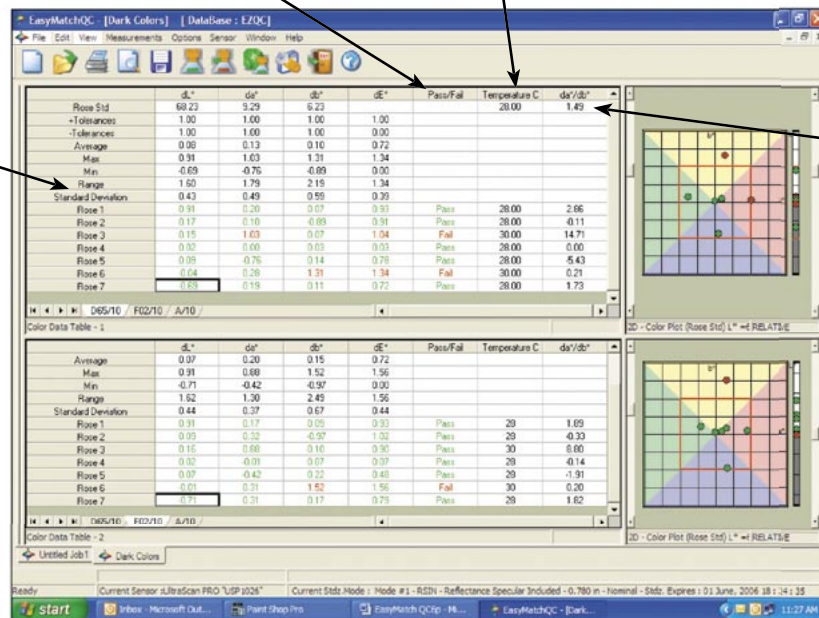 EasyMatchQC - [Dark Colors] [ DataBase : EZQC]
File Edit View Measurements Options Sensor Window Help
dL* da* db* dE* Pass/Fail Temperature C da*/db*
Rose Std 68.23 9.29 6.23 28.00 1.49
+Tolerances 1.00 1.00 1.00 1.00
-Tolerances 1.00 1.00 1.00 0.00
Average 0.08 0.13 0.10 0.72
Max 0.91 1.03 1.31 1.34
Min -0.69 -0.76 -0.89 0.00
Range 1.60 1.79 2.19 1.34
Standard Deviation 0.43 0.49 0.59 0.39
Rose 1 0.91 0.20 0.07 0.93 Pass 28.00 2.86
Rose 2 0.17 0.10 -0.89 0.91 Pass 28.00 -0.11
Rose 3 0.15 1.03 0.07 1.04 Fail 30.00 14.71
Rose 4 0.02 0.00 0.03 0.03 Pass 28.00 0.00
Rose 5 0.09 -0.76 0.14 0.78 Pass 28.00 -5.43
Rose 6 0.04 0.28 1.31 1.34 Fail 30.00 0.21
Rose 7 0.69 0.19 0.11 0.72 Pass 28.00 1.73
D65/10 F02/10 A/10
Color Data Table - 1
2D - Color Plot (Rose Std) L* RELATIVE
dL* da* db* dE* Pass/Fail Temperature C da*/db*
Average 0.07 0.20 0.15 0.72
Max 0.91 0.88 1.52 1.56
Min -0.71 -0.42 -0.97 0.00
Range 1.62 1.30 2.49 1.56
Standard Deviation 0.44 0.37 0.67 0.44
Rose 1 0.91 0.17 0.09 0.93 Pass 28 1.89
Rose 2 0.09 0.32 -0.97 1.02 Pass 28 -0.33
Rose 3 0.16 0.88 0.10 0.90 Pass 30 8.80
Rose 4 0.02 -0.01 0.07 0.07 Pass 28 -0.14
Rose 5 0.07 -0.42 0.22 0.48 Pass 28 -1.91
Rose 6 0.01 0.31 1.52 1.56 Fail 30 0.20
Rose 7 0.71 0.31 0.17 0.79 Pass 28 1.82
D65/10 F02/10 A/10
Color Data Table - 2
2D - Color Plot (Rose Std) L* RELATIVE
Untitled Job1 Dark Colors
Ready Current Sensor :UltraScan PRO "USP1026" Current Stdz Mode : Mode #1 - RSIN - Reflectance Specular Included - 0.780 in - Nominal - Stdz. Expires : 01 June, 2006 18 : 35
start Inbox - Microsoft Out... Paint Shop Pro EasyMatch QC6p - Mi... EasyMatchQC - [Dark... 11:27 AM